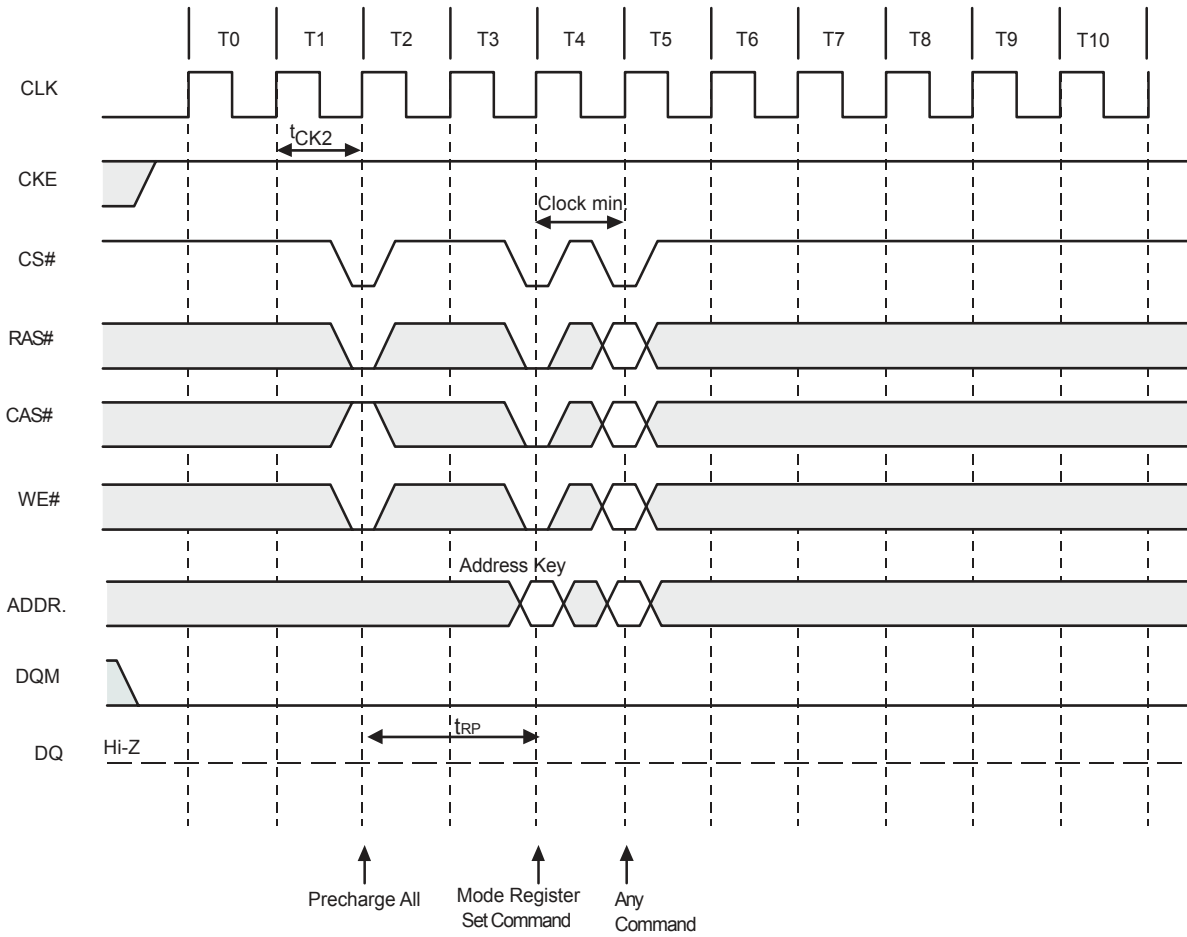 T0 T1 T2 T3 T4 T5 T6 T7 T8 T9 T10
CLK
tCK2
CKE
Clock min
CS#
RAS#
CAS#
WE#
Address Key
ADDR.
DQM
tRP
DQ Hi-Z
Precharge All
Mode Register
Set Command
Any
Command